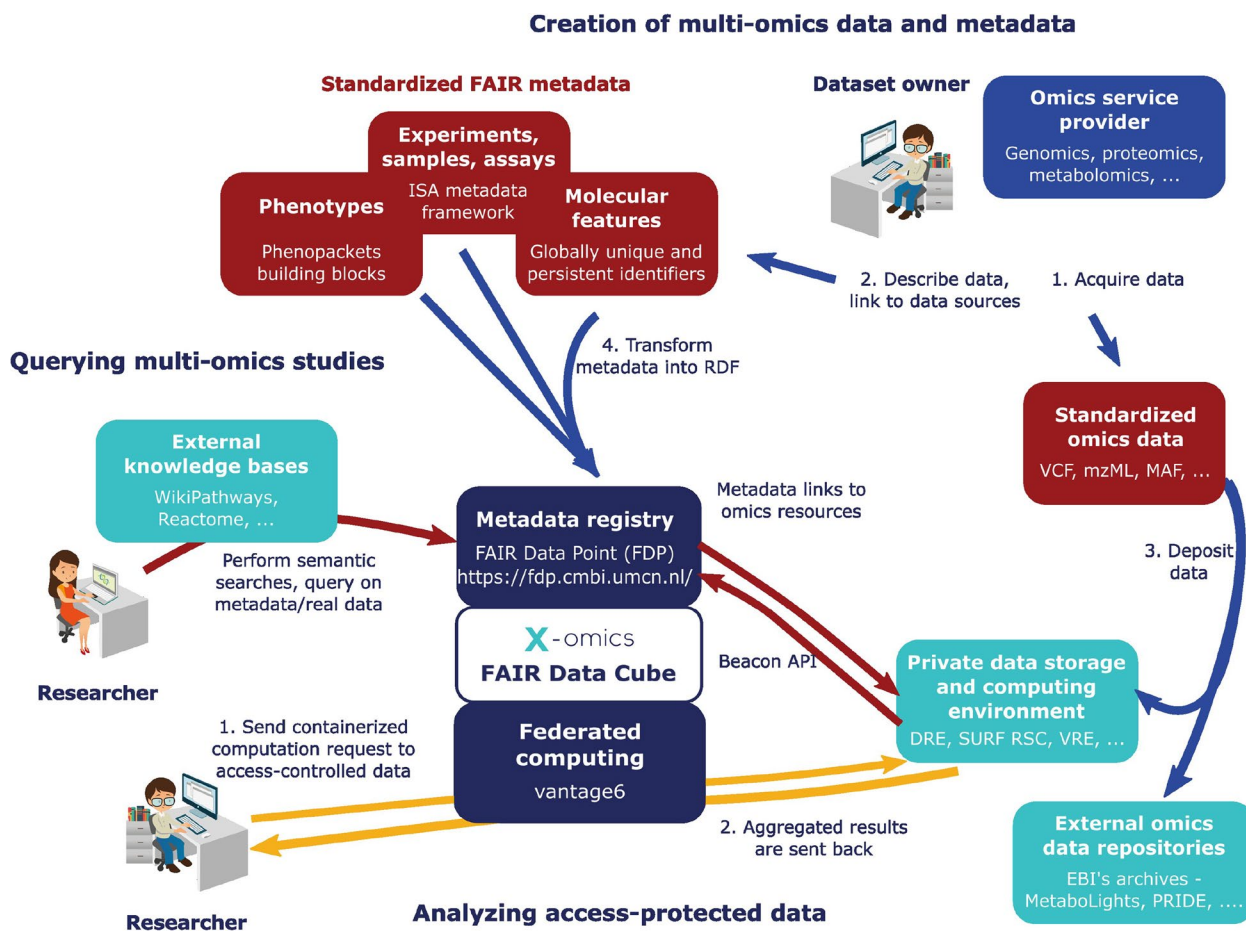 Creation of multi-omics data and metadata
Standardized FAIR metadata
Experiments,
samples, assays
ISA metadata
framework
Phenotypes
Phenopackets
building blocks
Molecular
features
Globally unique and
persistent identifiers
Dataset owner
Omics service
provider
Genomics, proteomics,
metabolomics, ...
2. Describe data,
link to data sources
1. Acquire data
4. Transform
metadata into RDF
Standardized
omics data
VCF, mzML, MAF, ...
3. Deposit
data
Querying multi-omics studies
External
knowledge bases
WikiPathways,
Reactome, ...
Perform semantic
searches, query on
metadata/real data
Researcher
Metadata registry
FAIR Data Point (FDP)
https://fdp.cmbi.umcn.nl/
X-omics
FAIR Data Cube
Federated
computing
vantage6
Metadata links to
omics resources
Beacon API
Private data storage
and computing
environment
DRE, SURF RSC, VRE, ...
External omics
data repositories
EBI's archives -
MetaboLights, PRIDE, ....
1. Send containerized
computation request to
access-controlled data
2. Aggregated results
are sent back
Researcher
Analyzing access-protected data